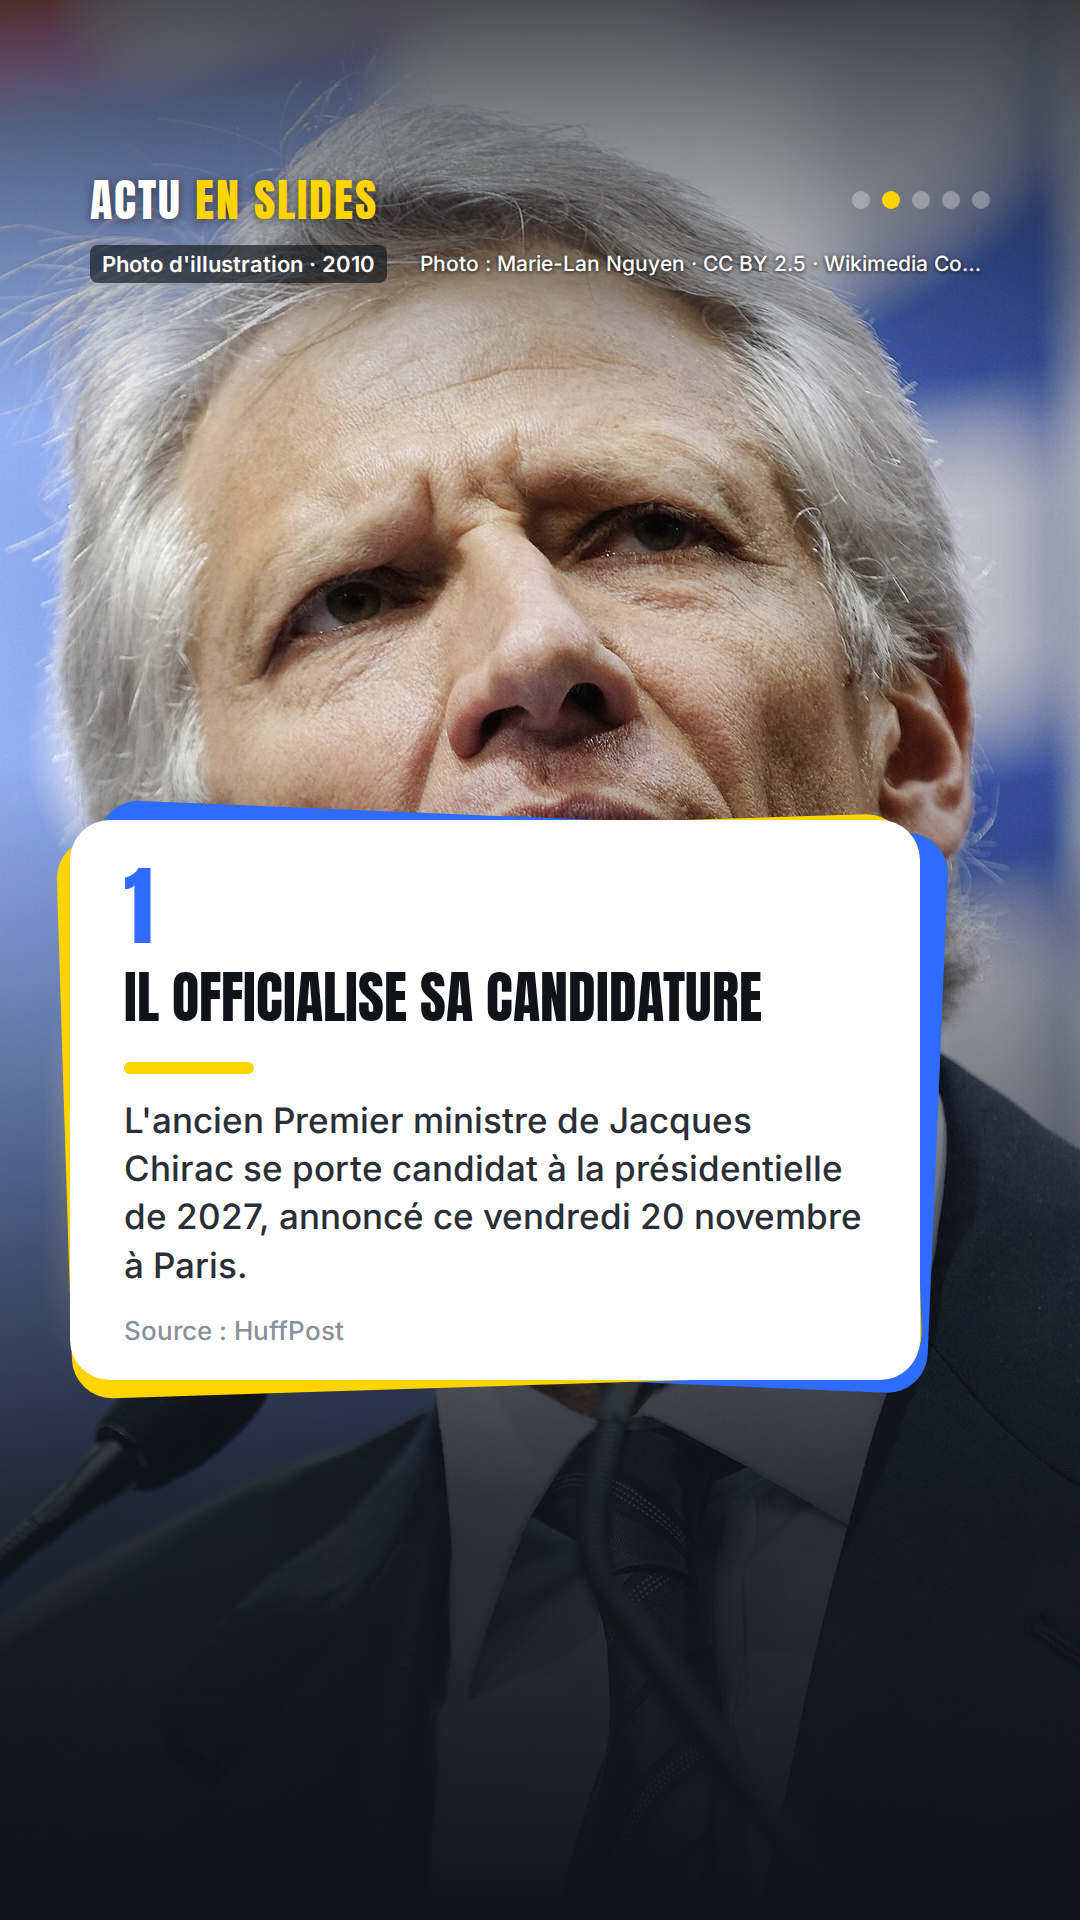 ACTU EN SLIDES
Photo d'illustration · 2010
Photo : Marie-Lan Nguyen · CC BY 2.5 · Wikimedia Co...
1
IL OFFICIALISE SA CANDIDATURE
L'ancien Premier ministre de Jacques
Chirac se porte candidat à la présidentielle
de 2027, annoncé ce vendredi 20 novembre
à Paris.
Source : HuffPost